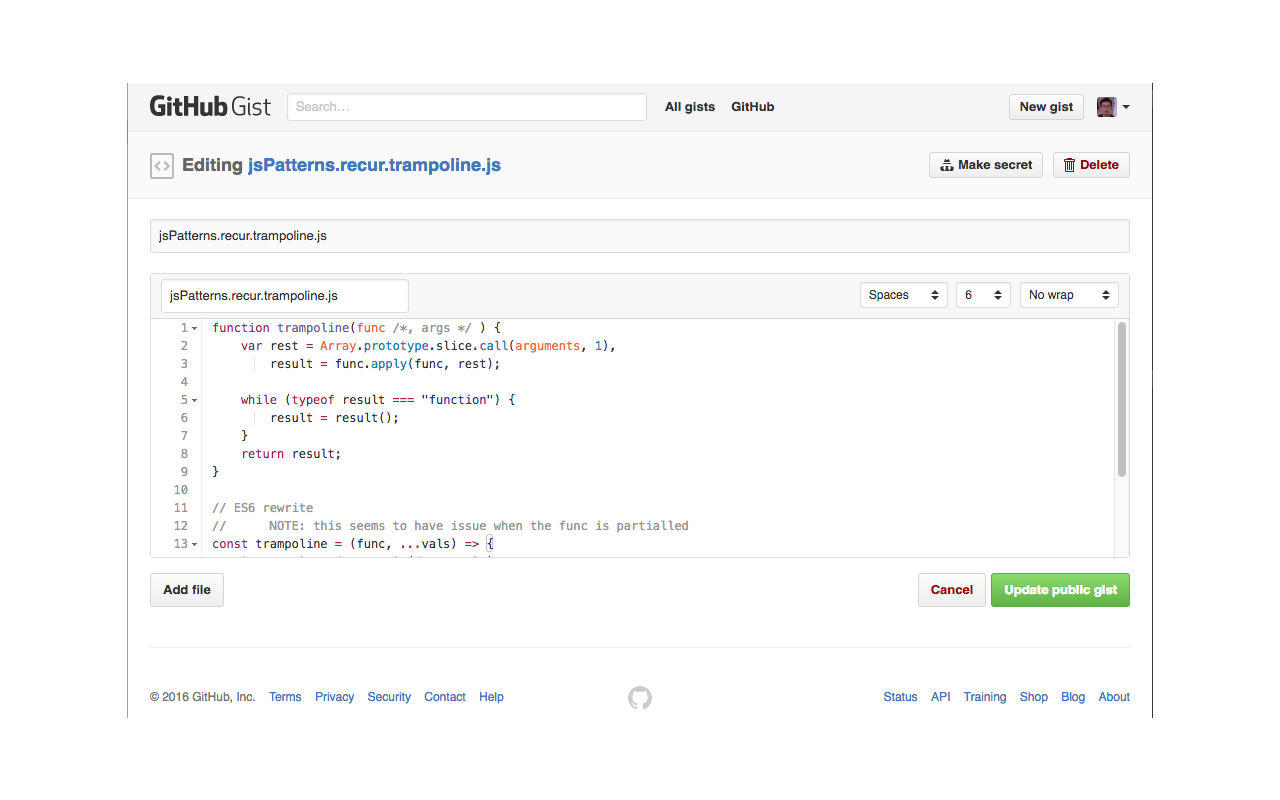 GitHub Gist Search... All gists GitHub New gist
Editing jsPatterns.recur.trampoline.js Make secret Delete
jsPatterns.recur.trampoline.js
jsPatterns.recur.trampoline.js Spaces 6 No wrap
1 function trampoline(func /*, args */ ) {
2 var rest = Array.prototype.slice.call(arguments, 1),
3 result = func.apply(func, rest);
4
5 while (typeof result === "function") {
6 result = result();
7 }
8 return result;
9 }
10
11 // ES6 rewrite
12 // NOTE: this seems to have issue when the func is partialled
13 const trampoline = (func, ...vals) => {
Add file Cancel Update public gist
© 2016 GitHub, Inc. Terms Privacy Security Contact Help Status API Training Shop Blog About